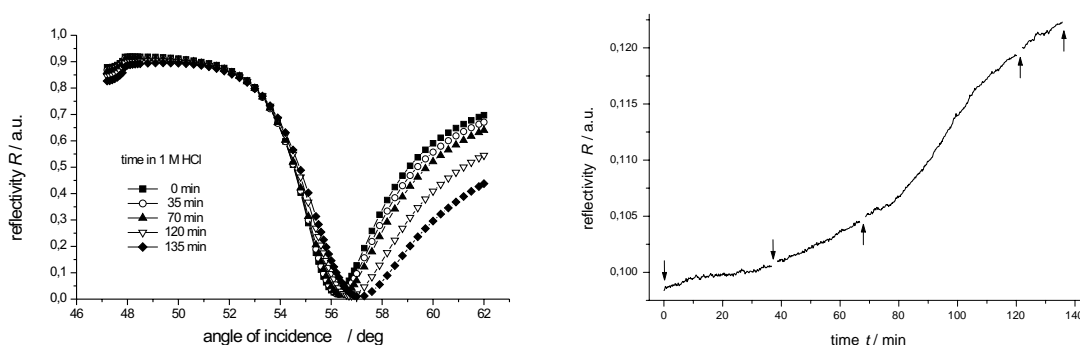 1,0
0,9
0,8
0,7
0,6
0,5
0,4
0,3
0,2
0,1
0,0
reflectivity R / a.u.
time in 1 M HCl
0 min
35 min
70 min
120 min
135 min
46 48 50 52 54 56 58 60 62
angle of incidence / deg
0,120
0,115
0,110
0,105
0,100
reflectivity R / a.u.
0 20 40 60 80 100 120 140
time t / min